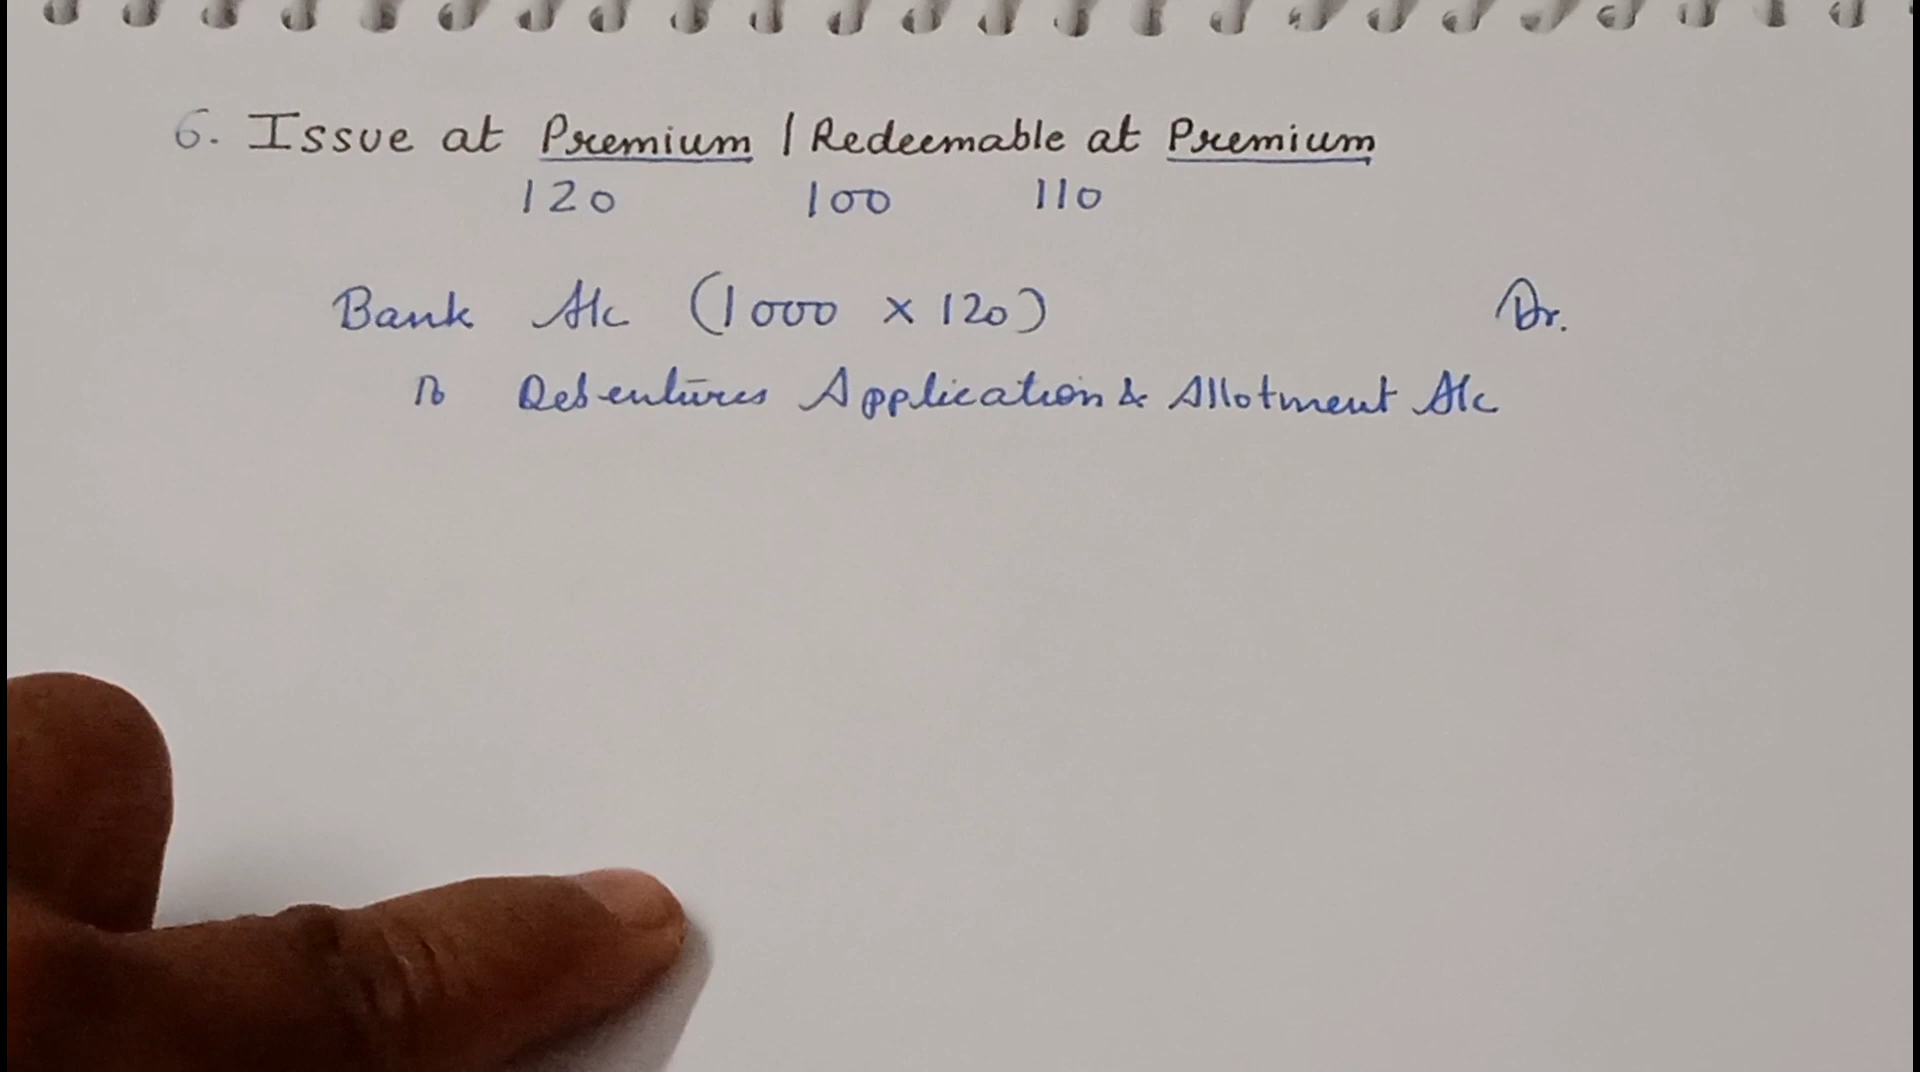 6. Issue at Premium / Redeemable at Premium
120 100 110
Bank A/c (1000 × 120) Dr.
To Debentures Application & Allotment A/c